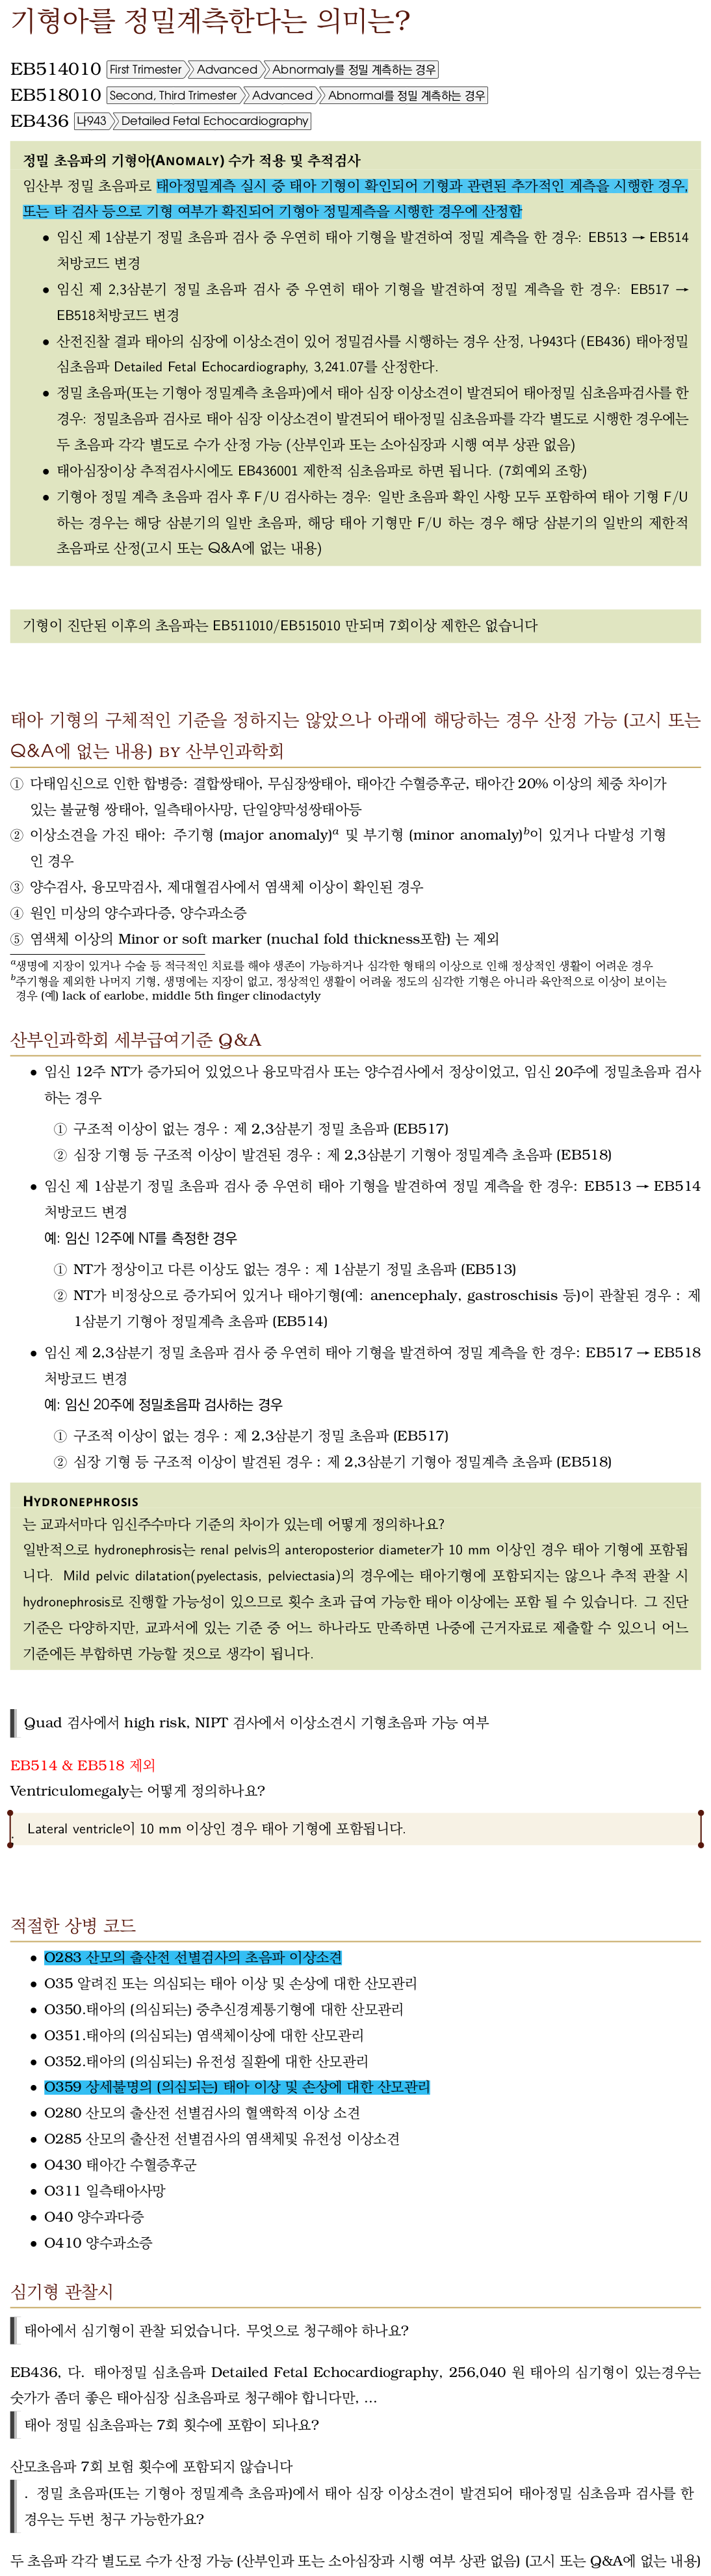 기형아를 정밀계측한다는 의미는?
EB514010 First Trimester Advanced Abnormaly를 정밀 계측하는 경우
EB518010 Second, Third Trimester Advanced Abnormal를 정밀 계측하는 경우
EB436 나943 Detailed Fetal Echocardiography
정밀 초음파의 기형아(ANOMALY) 수가 적용 및 추적검사
임산부 정밀 초음파로 태아정밀계측 실시 중 태아 기형이 확인되어 기형과 관련된 추가적인 계측을 시행한 경우,
또는 타 검사 등으로 기형 여부가 확진되어 기형아 정밀계측을 시행한 경우에 산정함
• 임신 제 1삼분기 정밀 초음파 검사 중 우연히 태아 기형을 발견하여 정밀 계측을 한 경우: EB513 → EB514
처방코드 변경
• 임신 제 2,3삼분기 정밀 초음파 검사 중 우연히 태아 기형을 발견하여 정밀 계측을 한 경우: EB517 →
EB518처방코드 변경
• 산전진찰 결과 태아의 심장에 이상소견이 있어 정밀검사를 시행하는 경우 산정, 나943다 (EB436) 태아정밀
심초음파 Detailed Fetal Echocardiography, 3,241.07를 산정한다.
• 정밀 초음파(또는 기형아 정밀계측 초음파)에서 태아 심장 이상소견이 발견되어 태아정밀 심초음파검사를 한
경우: 정밀초음파 검사로 태아 심장 이상소견이 발견되어 태아정밀 심초음파를 각각 별도로 시행한 경우에는
두 초음파 각각 별도로 수가 산정 가능 (산부인과 또는 소아심장과 시행 여부 상관 없음)
• 태아심장이상 추적검사시에도 EB436001 제한적 심초음파로 하면 됩니다. (7회예외 조항)
• 기형아 정밀 계측 초음파 검사 후 F/U 검사하는 경우: 일반 초음파 확인 사항 모두 포함하여 태아 기형 F/U
하는 경우는 해당 삼분기의 일반 초음파, 해당 태아 기형만 F/U 하는 경우 해당 삼분기의 일반의 제한적
초음파로 산정(고시 또는 Q&A에 없는 내용)
기형이 진단된 이후의 초음파는 EB511010/EB515010 만되며 7회이상 제한은 없습니다
태아 기형의 구체적인 기준을 정하지는 않았으나 아래에 해당하는 경우 산정 가능 (고시 또는
Q&A에 없는 내용) BY 산부인과학회
① 다태임신으로 인한 합병증: 결합쌍태아, 무심장쌍태아, 태아간 수혈증후군, 태아간 20% 이상의 체중 차이가
있는 불균형 쌍태아, 일측태아사망, 단일양막성쌍태아등
② 이상소견을 가진 태아: 주기형 (major anomaly)a 및 부기형 (minor anomaly)b이 있거나 다발성 기형
인 경우
③ 양수검사, 융모막검사, 제대혈검사에서 염색체 이상이 확인된 경우
④ 원인 미상의 양수과다증, 양수과소증
⑤ 염색체 이상의 Minor or soft marker (nuchal fold thickness포함) 는 제외
a생명에 지장이 있거나 수술 등 적극적인 치료를 해야 생존이 가능하거나 심각한 형태의 이상으로 인해 정상적인 생활이 어려운 경우
b주기형을 제외한 나머지 기형, 생명에는 지장이 없고, 정상적인 생활이 어려울 정도의 심각한 기형은 아니라 육안적으로 이상이 보이는
경우 (예) lack of earlobe, middle 5th finger clinodactyly
산부인과학회 세부급여기준 Q&A
• 임신 12주 NT가 증가되어 있었으나 융모막검사 또는 양수검사에서 정상이었고, 임신 20주에 정밀초음파 검사
하는 경우
① 구조적 이상이 없는 경우 : 제 2,3삼분기 정밀 초음파 (EB517)
② 심장 기형 등 구조적 이상이 발견된 경우 : 제 2,3삼분기 기형아 정밀계측 초음파 (EB518)
• 임신 제 1삼분기 정밀 초음파 검사 중 우연히 태아 기형을 발견하여 정밀 계측을 한 경우: EB513 → EB514
처방코드 변경
예: 임신 12주에 NT를 측정한 경우
① NT가 정상이고 다른 이상도 없는 경우 : 제 1삼분기 정밀 초음파 (EB513)
② NT가 비정상으로 증가되어 있거나 태아기형(예: anencephaly, gastroschisis 등)이 관찰된 경우 : 제
1삼분기 기형아 정밀계측 초음파 (EB514)
• 임신 제 2,3삼분기 정밀 초음파 검사 중 우연히 태아 기형을 발견하여 정밀 계측을 한 경우: EB517 → EB518
처방코드 변경
예: 임신 20주에 정밀초음파 검사하는 경우
① 구조적 이상이 없는 경우 : 제 2,3삼분기 정밀 초음파 (EB517)
② 심장 기형 등 구조적 이상이 발견된 경우 : 제 2,3삼분기 기형아 정밀계측 초음파 (EB518)
HYDRONEPHROSIS
는 교과서마다 임신주수마다 기준의 차이가 있는데 어떻게 정의하나요?
일반적으로 hydronephrosis는 renal pelvis의 anteroposterior diameter가 10 mm 이상인 경우 태아 기형에 포함됩
니다. Mild pelvic dilatation(pyelectasis, pelviectasia)의 경우에는 태아기형에 포함되지는 않으나 추적 관찰 시
hydronephrosis로 진행할 가능성이 있으므로 횟수 초과 급여 가능한 태아 이상에는 포함 될 수 있습니다. 그 진단
기준은 다양하지만, 교과서에 있는 기준 중 어느 하나라도 만족하면 나중에 근거자료로 제출할 수 있으니 어느
기준에든 부합하면 가능할 것으로 생각이 됩니다.
Quad 검사에서 high risk, NIPT 검사에서 이상소견시 기형초음파 가능 여부
EB514 & EB518 제외
Ventriculomegaly는 어떻게 정의하나요?
. Lateral ventricle이 10 mm 이상인 경우 태아 기형에 포함됩니다.
적절한 상병 코드
• O283 산모의 출산전 선별검사의 초음파 이상소견
• O35 알려진 또는 의심되는 태아 이상 및 손상에 대한 산모관리
• O350.태아의 (의심되는) 중추신경계통기형에 대한 산모관리
• O351.태아의 (의심되는) 염색체이상에 대한 산모관리
• O352.태아의 (의심되는) 유전성 질환에 대한 산모관리
• O359 상세불명의 (의심되는) 태아 이상 및 손상에 대한 산모관리
• O280 산모의 출산전 선별검사의 혈액학적 이상 소견
• O285 산모의 출산전 선별검사의 염색체및 유전성 이상소견
• O430 태아간 수혈증후군
• O311 일측태아사망
• O40 양수과다증
• O410 양수과소증
심기형 관찰시
태아에서 심기형이 관찰 되었습니다. 무엇으로 청구해야 하나요?
EB436, 다. 태아정밀 심초음파 Detailed Fetal Echocardiography, 256,040 원 태아의 심기형이 있는경우는
숫가가 좀더 좋은 태아심장 심초음파로 청구해야 합니다만, ...
태아 정밀 심초음파는 7회 횟수에 포함이 되나요?
산모초음파 7회 보험 횟수에 포함되지 않습니다
. 정밀 초음파(또는 기형아 정밀계측 초음파)에서 태아 심장 이상소견이 발견되어 태아정밀 심초음파 검사를 한
경우는 두번 청구 가능한가요?
두 초음파 각각 별도로 수가 산정 가능 (산부인과 또는 소아심장과 시행 여부 상관 없음) (고시 또는 Q&A에 없는 내용)